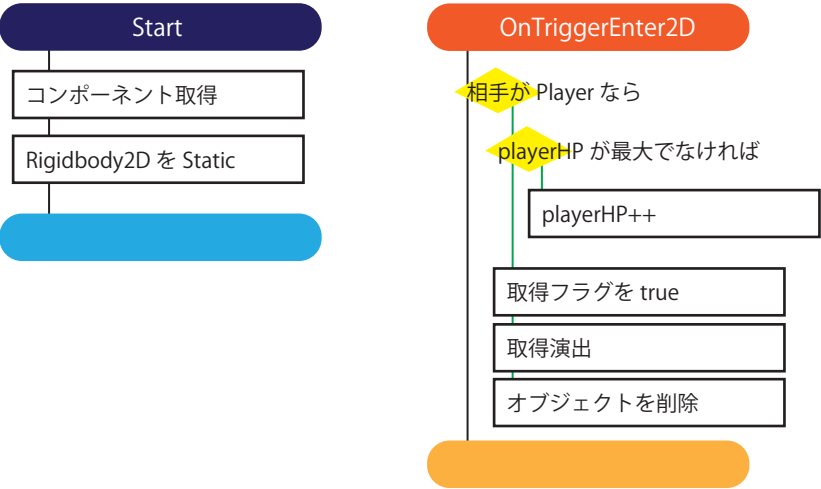 Start
コンポーネント取得
Rigidbody2D を Static
OnTriggerEnter2D
相手が Player なら
playerHP が最大でなければ
playerHP++
取得フラグを true
取得演出
オブジェクトを削除